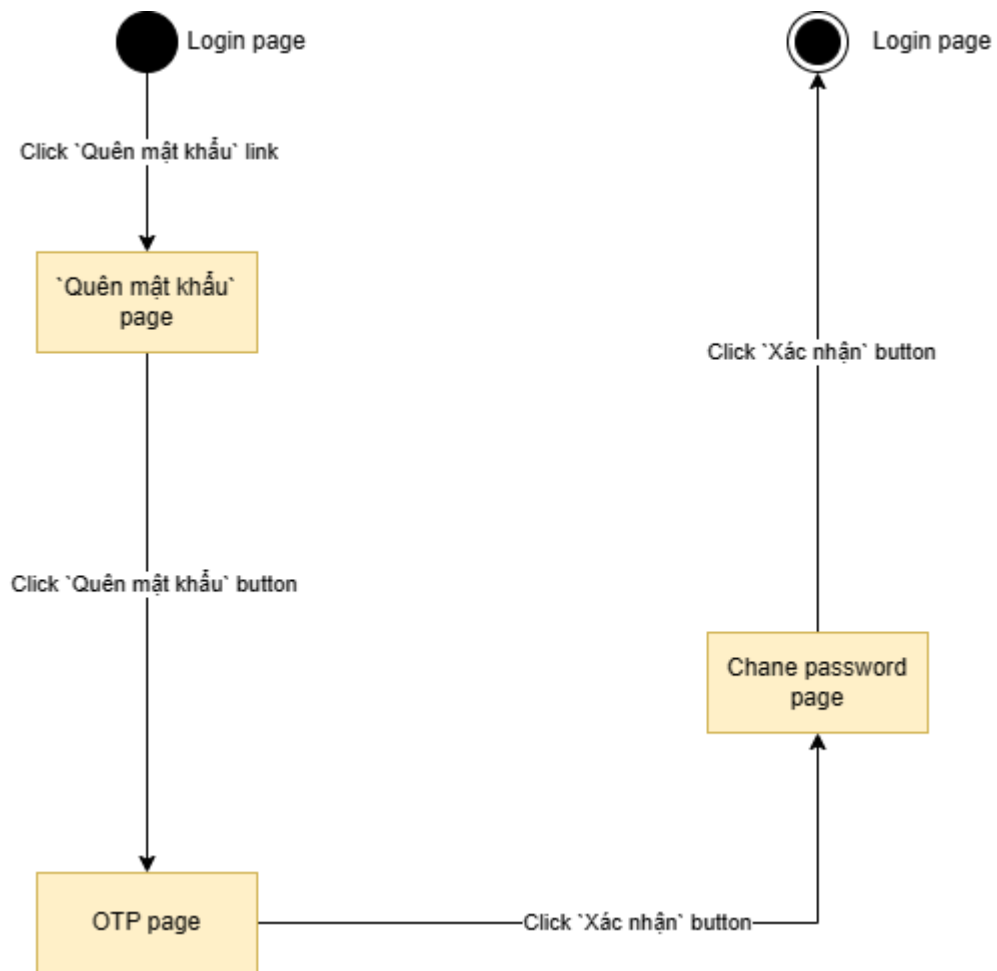 Login page
Login page
Click `Quên mật khẩu` link
`Quên mật khẩu`
page
Click `Xác nhận` button
Click `Quên mật khẩu` button
Chane password
page
OTP page
Click `Xác nhận` button